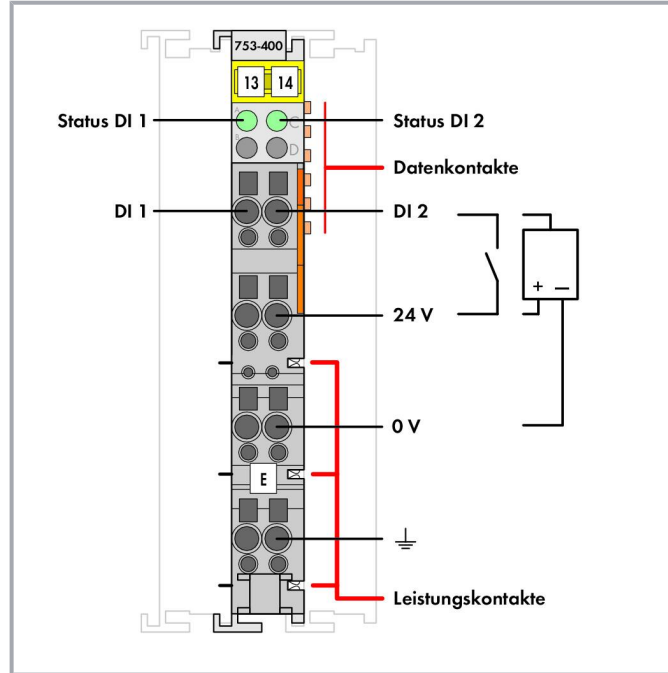 753-400
13 14
Status DI 1
Status DI 2
A
C
B
D
Datenkontakte
DI 1
DI 2
+ –
24 V
0 V
E
Leistungskontakte